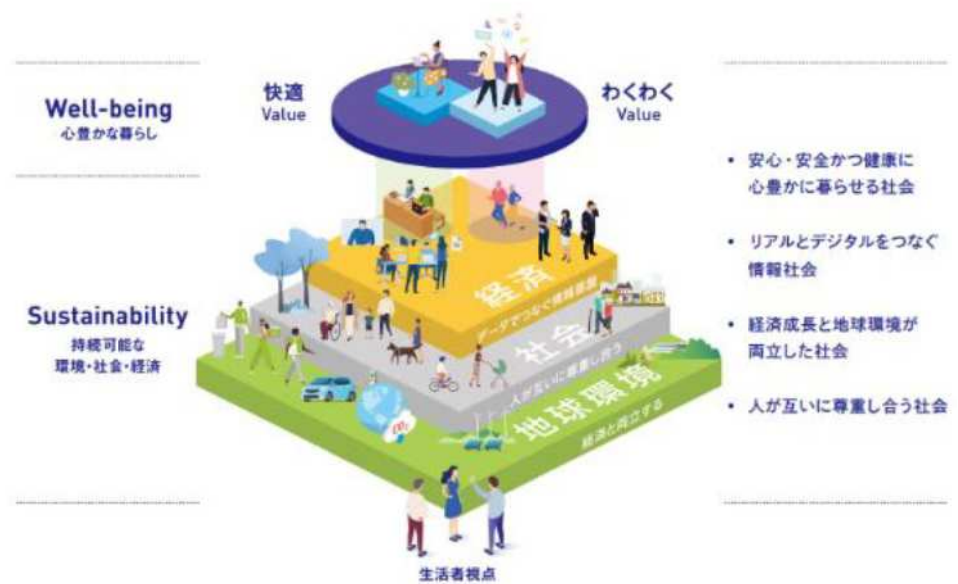 Well-being
心豊かな暮らし
快適
Value
わくわく
Value
Sustainability
持続可能な
環境・社会・経済
経済
データでつなぐ
社会
人が互いに尊重し合う
地球環境
経済と両立する
CO₂
生活者視点
• 安心・安全かつ健康に
心豊かに暮らせる社会
• リアルとデジタルをつなぐ
情報社会
• 経済成長と地球環境が
両立した社会
• 人が互いに尊重し合う社会